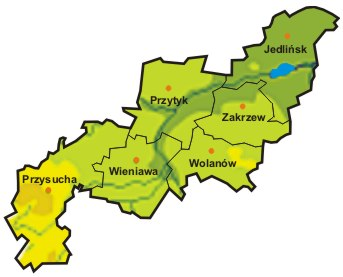 Jedlińsk
Przytyk
Zakrzew
Wolanów
Wieniawa
Przysucha